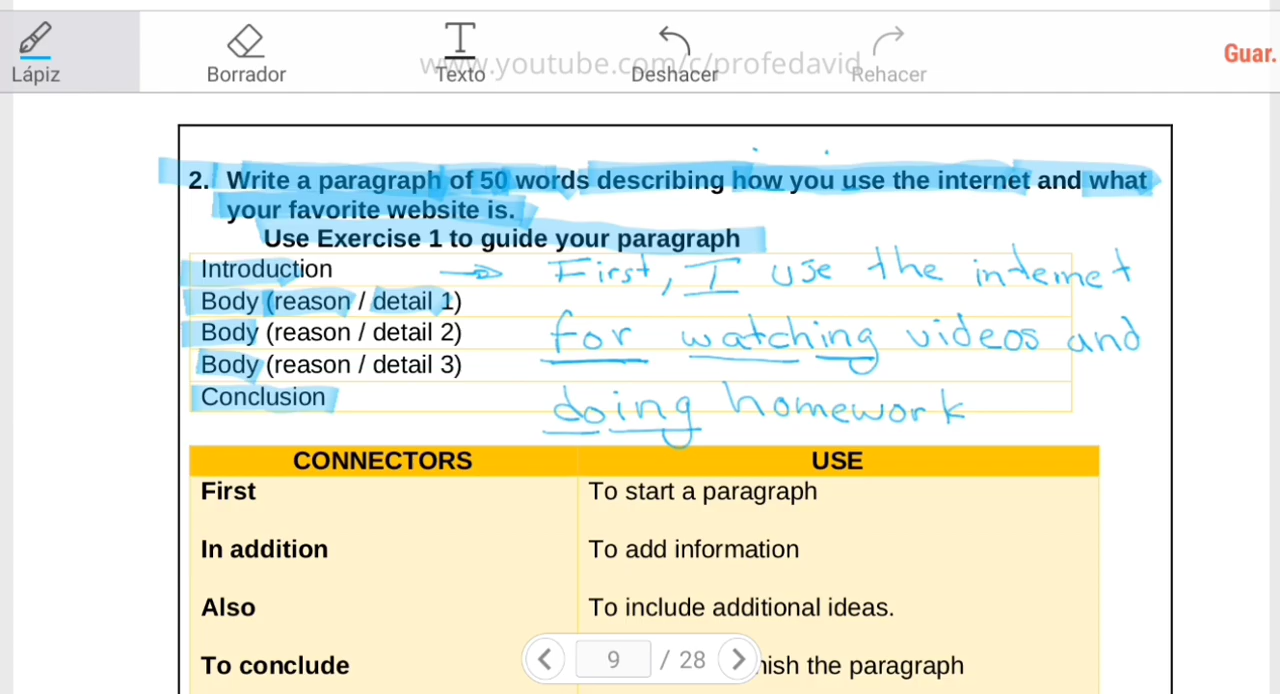 Lápiz
Borrador
Texto
Deshacer
Rehacer
Guar.
www.youtube.com/c/profedavid
2. Write a paragraph of 50 words describing how you use the internet and what
your favorite website is.
Use Exercise 1 to guide your paragraph
Introduction First, I use the internet
Body (reason / detail 1)
Body (reason / detail 2) for watching videos and
Body (reason / detail 3)
Conclusion doing homework
CONNECTORS USE
First To start a paragraph
In addition To add information
Also To include additional ideas.
To conclude nish the paragraph
9 / 28